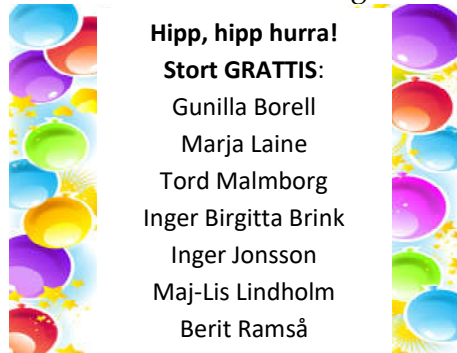 Hipp, hipp hurra!
Stort GRATTIS:
Gunilla Borell
Marja Laine
Tord Malmborg
Inger Birgitta Brink
Inger Jonsson
Maj-Lis Lindholm
Berit Ramså